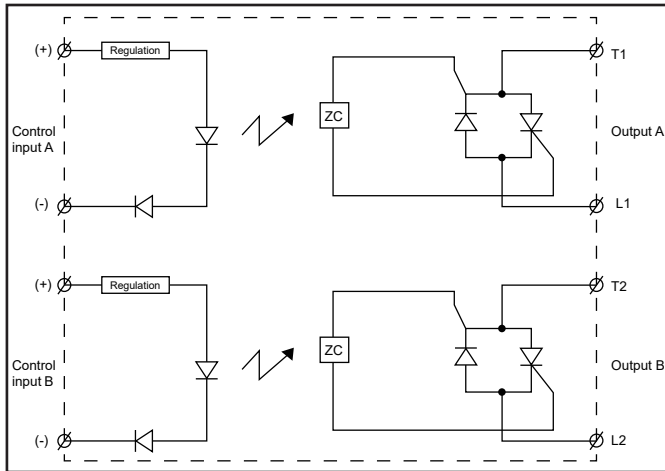 (+)
Regulation
T1
ZC
Control
input A
Output A
(-)
L1
(+)
Regulation
T2
ZC
Control
input B
Output B
(-)
L2